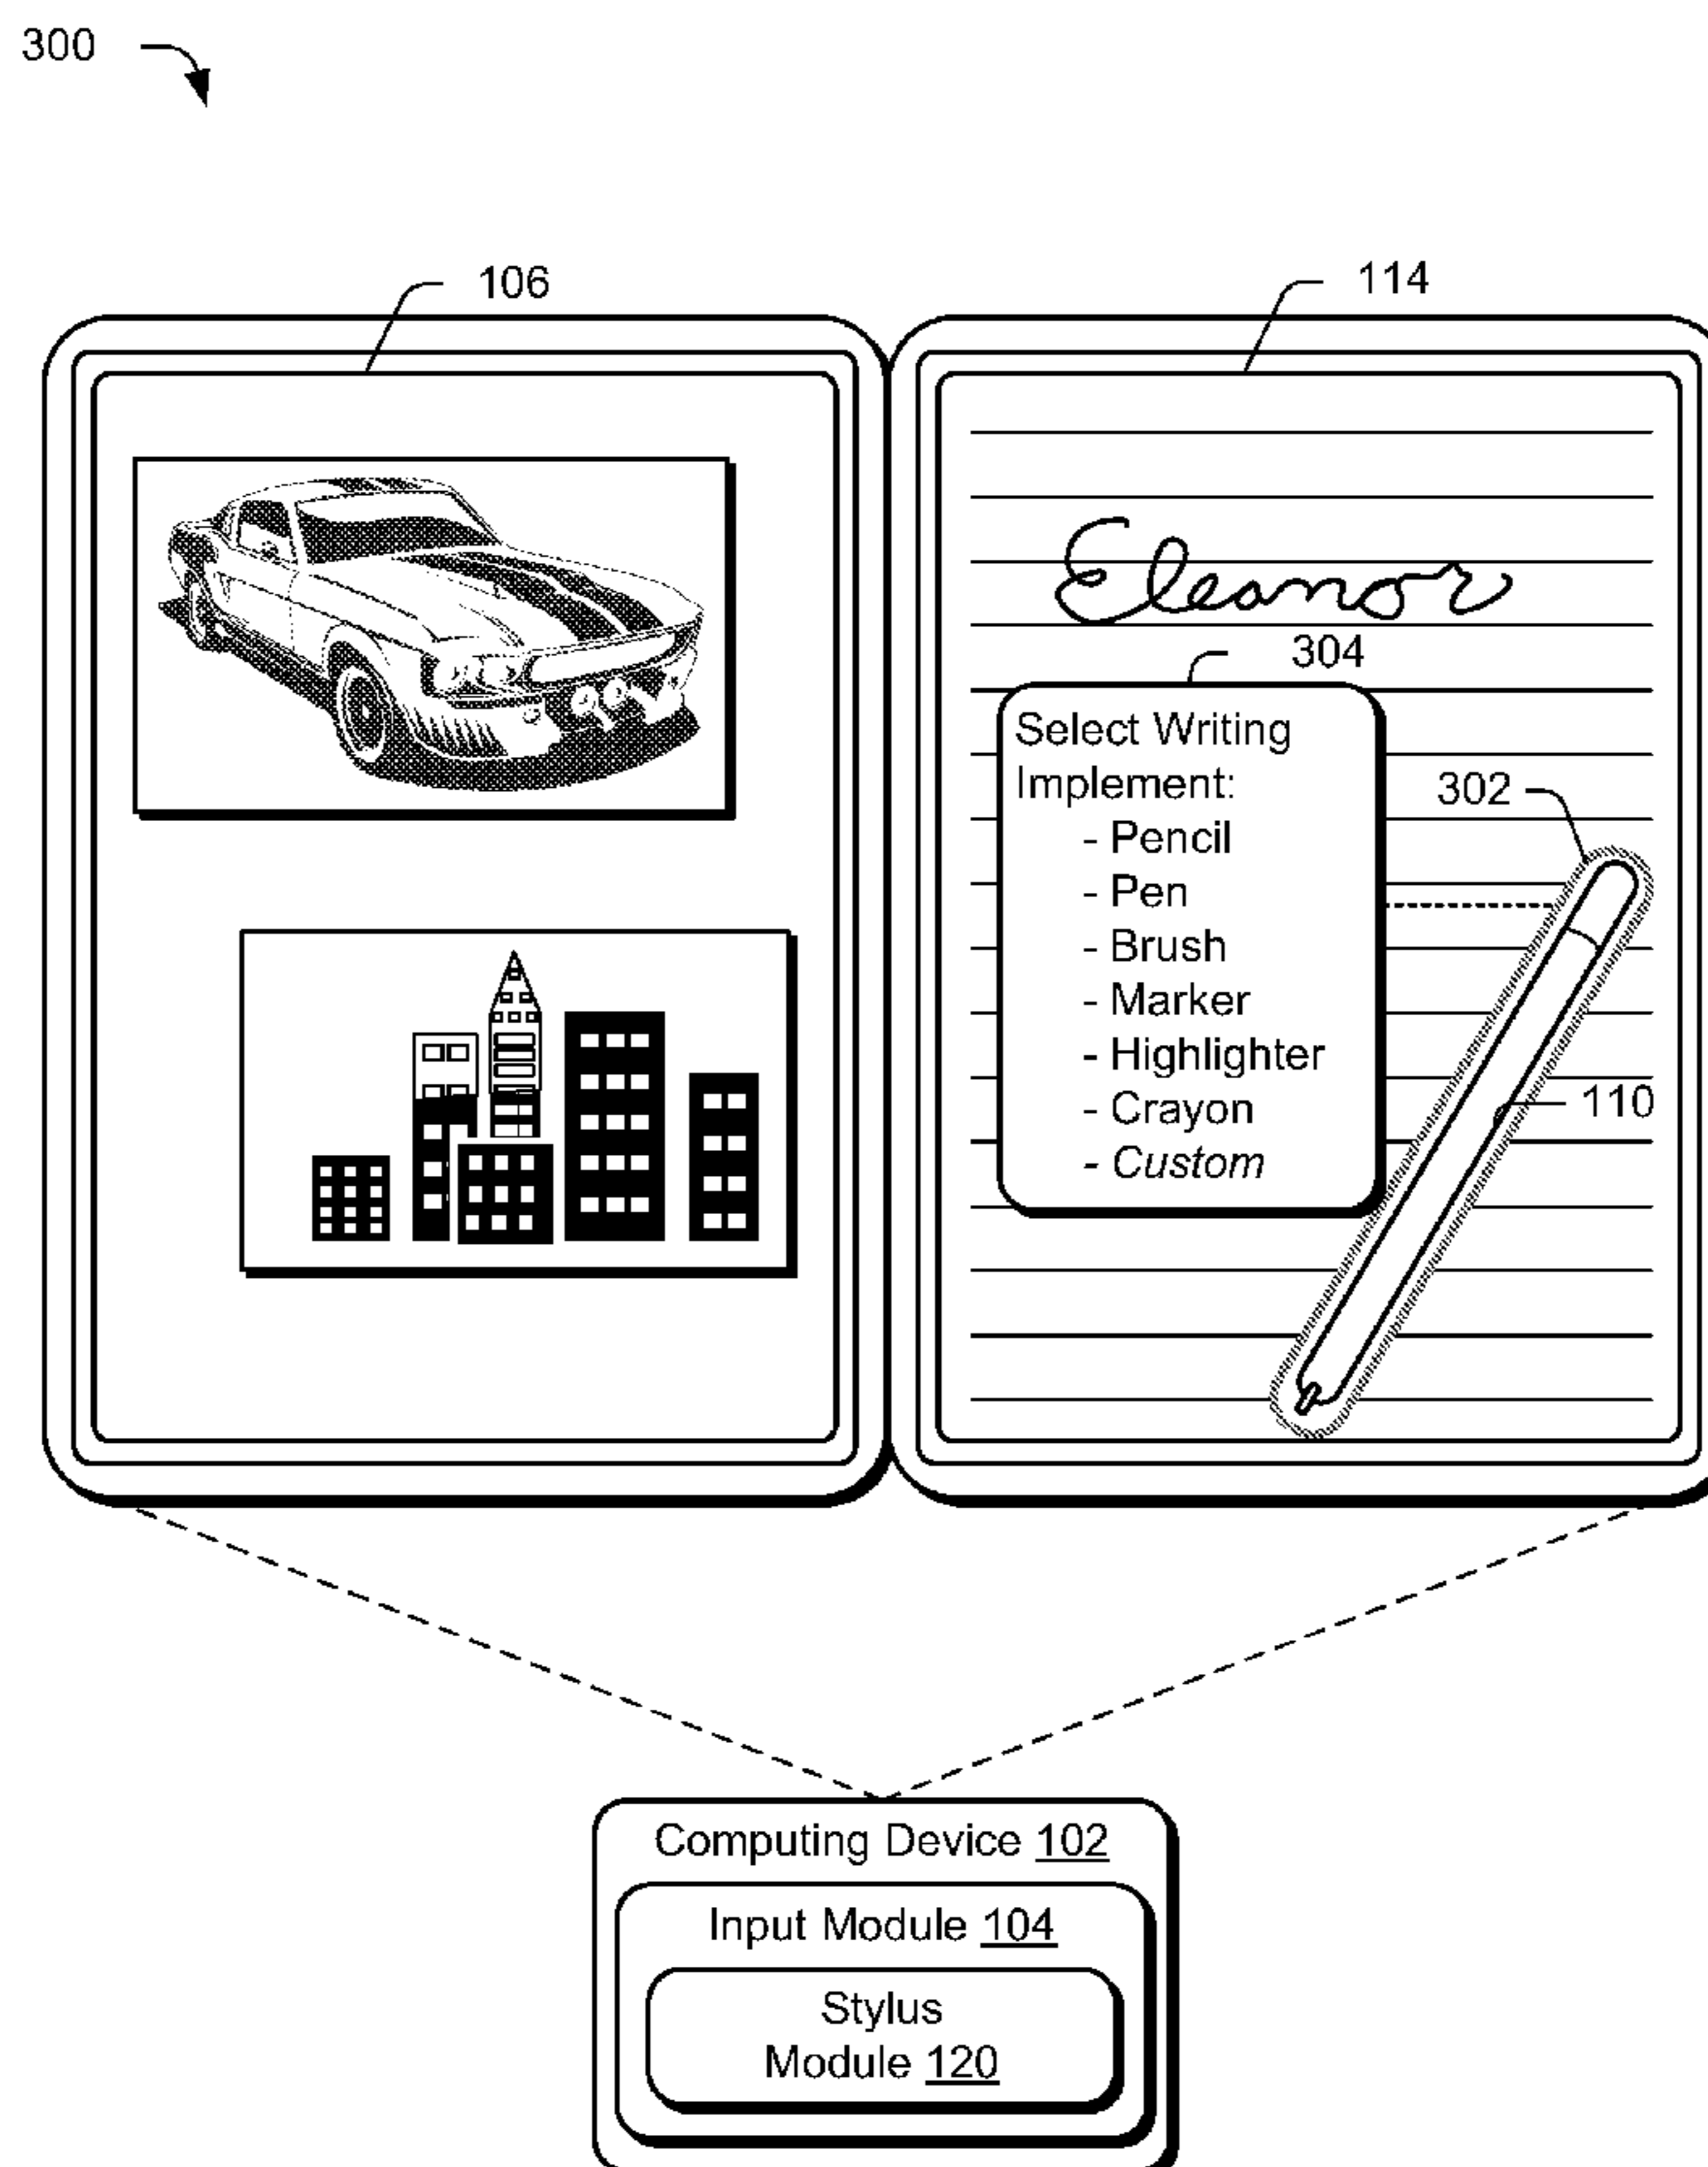 300
106
114
Eleanor
304
Select Writing
Implement:
- Pencil
- Pen
- Brush
- Marker
- Highlighter
- Crayon
- Custom
302
110
Computing Device 102
Input Module 104
Stylus
Module 120